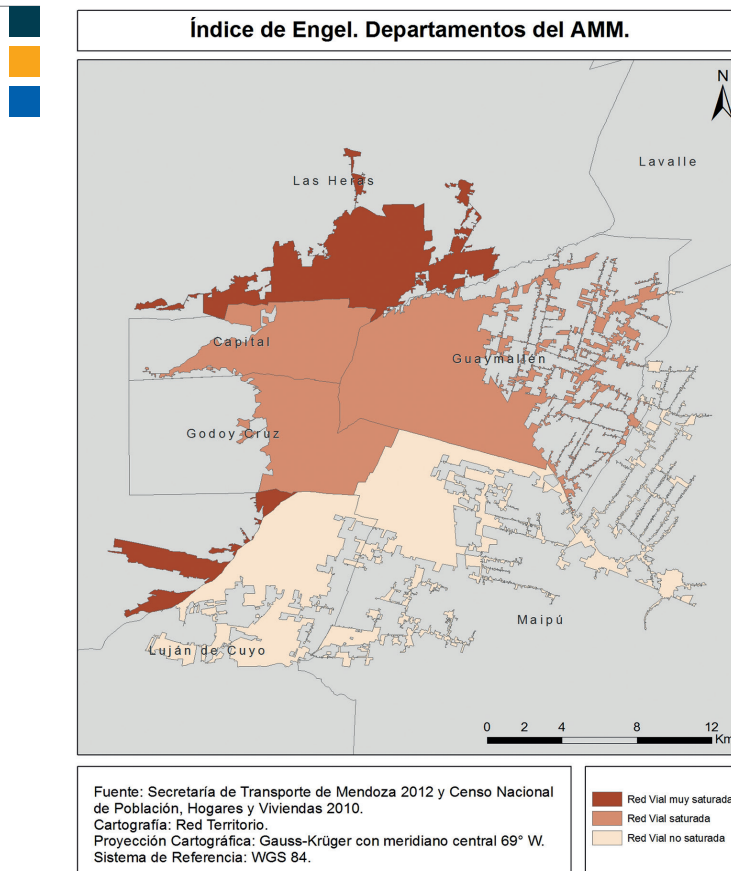 Índice de Engel. Departamentos del AMM.
N
Lavalle
Las Heras
Capital
Guaymallén
Godoy Cruz
Maipú
Luján de Cuyo
0 2 4 8 12
Km
Fuente: Secretaría de Transporte de Mendoza 2012 y Censo Nacional
de Población, Hogares y Viviendas 2010.
Cartografía: Red Territorio.
Proyección Cartográfica: Gauss-Krüger con meridiano central 69° W.
Sistema de Referencia: WGS 84.
Red Vial muy saturada
Red Vial saturada
Red Vial no saturada